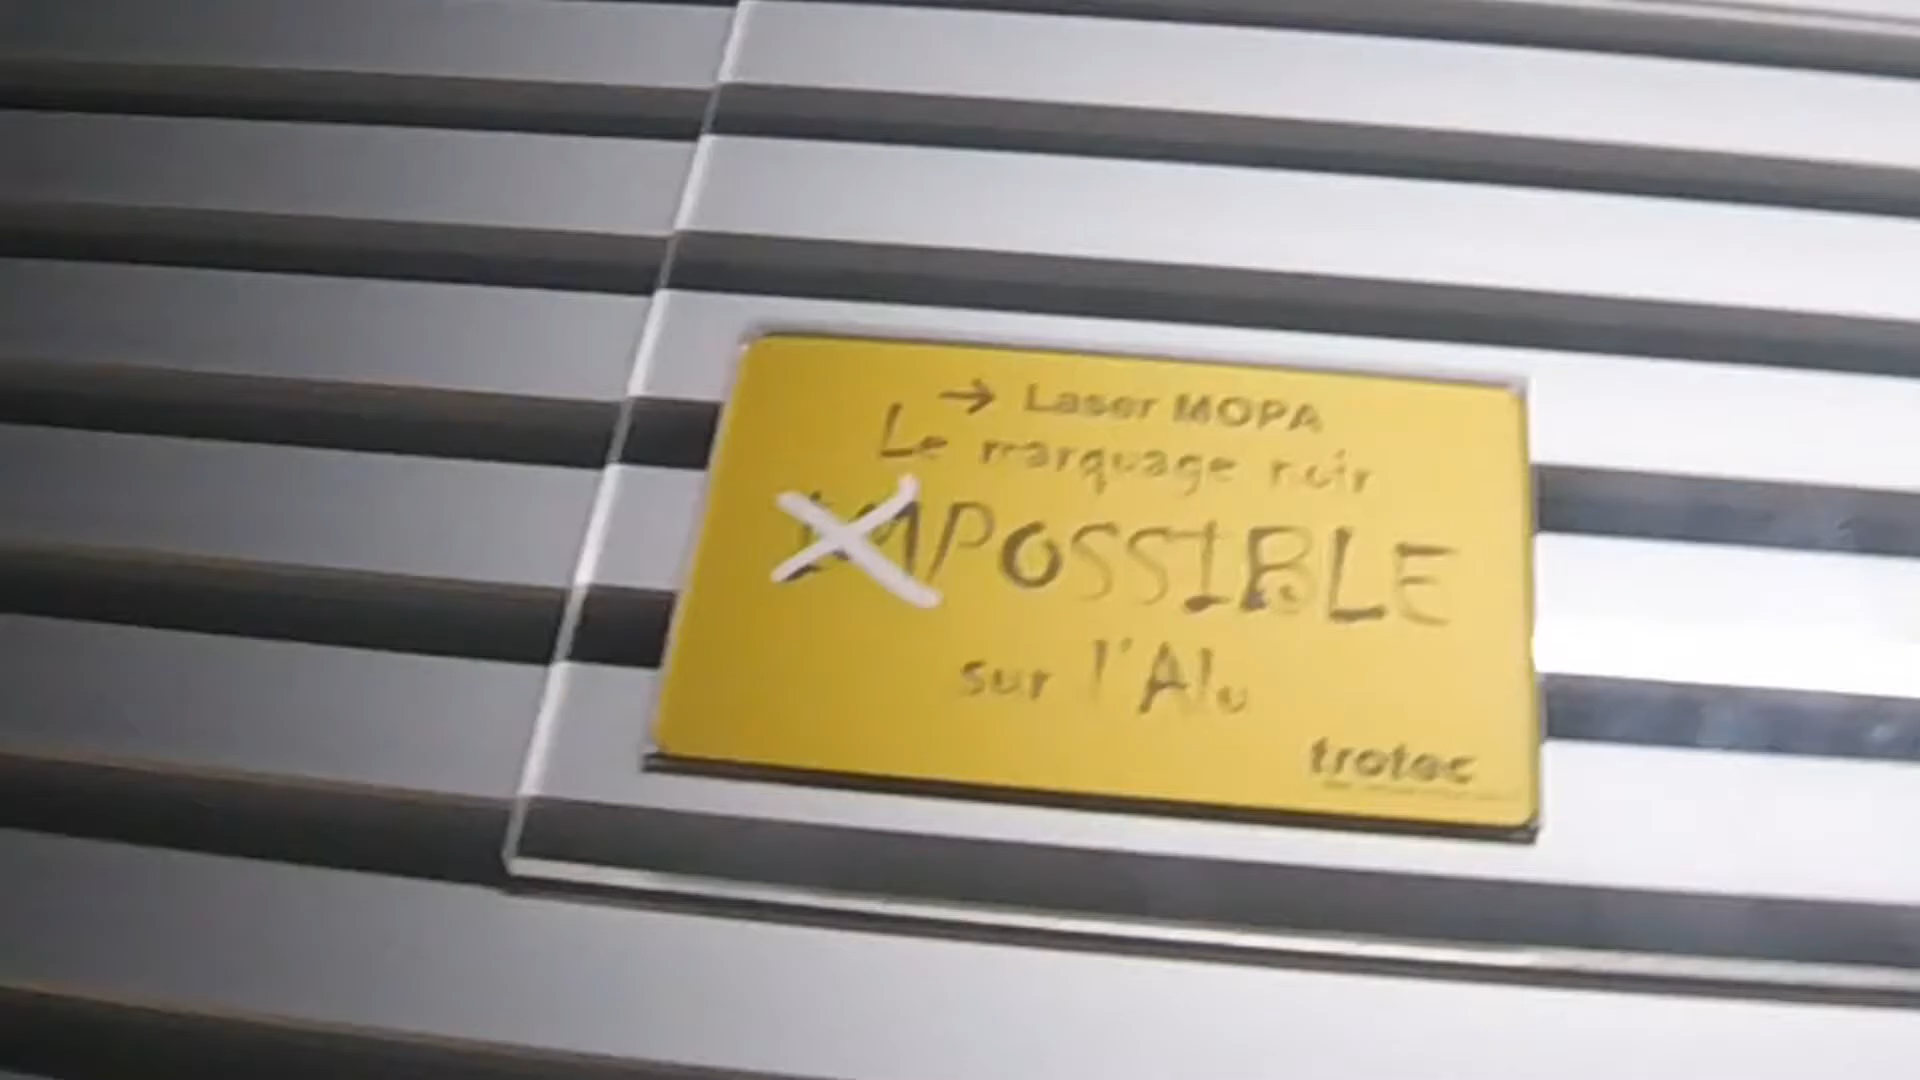 → Laser MOPA
Le marquage noir
IMPOSSIBLE
sur l'Alu
trotec